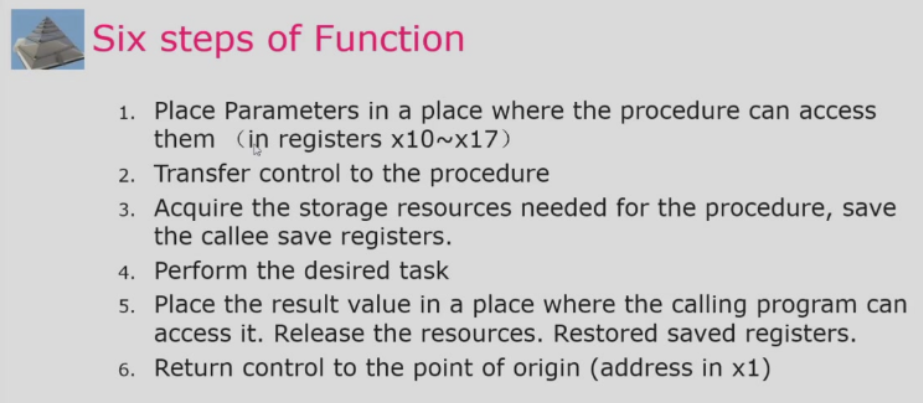 Six steps of Function
1. Place Parameters in a place where the procedure can access
them （in registers x10~x17）
2. Transfer control to the procedure
3. Acquire the storage resources needed for the procedure, save
the callee save registers.
4. Perform the desired task
5. Place the result value in a place where the calling program can
access it. Release the resources. Restored saved registers.
6. Return control to the point of origin (address in x1)